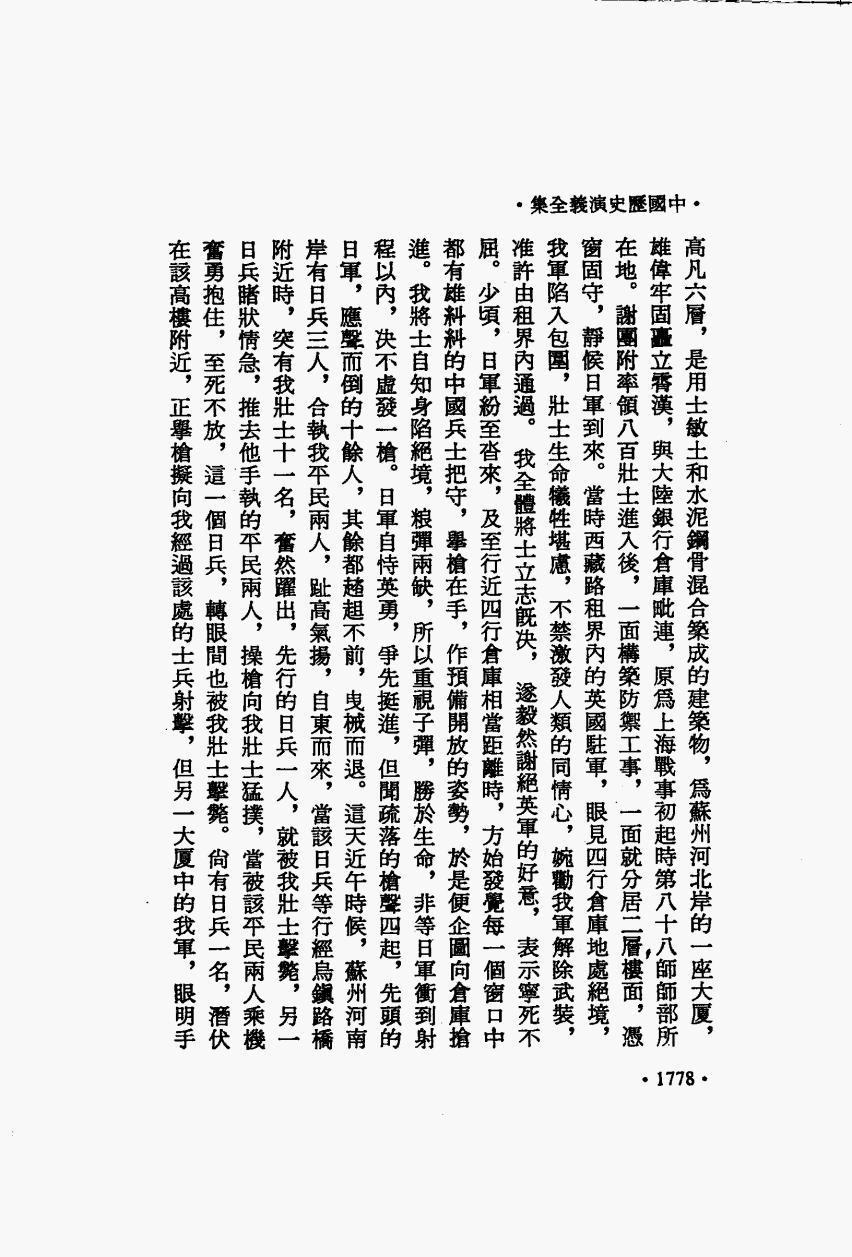 •中國歷史演義全集•
高凡六層，是用士敏土和水泥鋼骨混合築成的建築物，爲蘇州河北岸的一座大厦，
雄偉牢固矗立霄漢，與大陸銀行倉庫毗連，原爲上海戰事初起時第八十八師師部所
在地。謝團附率領八百壯士進入後，一面構築防禦工事，一面就分居二層樓面，憑
窗固守，靜候日軍到來。當時西藏路租界內的英國駐軍，眼見四行倉庫地處絕境，
我軍陷入包圍，壯士生命犧牲堪慮，不禁激發人類的同情心，婉勸我軍解除武裝，
准許由租界內通過。我全體將士立志旣决，遂毅然謝絕英軍的好意，表示寧死不
屈。少頃，日軍紛至沓來，及至行近四行倉庫相當距離時，方始發覺每一個窗口中
都有雄糾糾的中國兵士把守，舉槍在手，作預備開放的姿勢，於是便企圖向倉庫搶
進。我將士自知身陷絕境，粮彈兩缺，所以重視子彈，勝於生命，非等日軍衝到射
程以內，决不虛發一槍。日軍自恃英勇，爭先挺進，但聞疏落的槍聲四起，先頭的
日軍，應聲而倒的十餘人，其餘都趑趄不前，曳械而退。這天近午時候，蘇州河南
岸有日兵三人，合執我平民兩人，趾高氣揚，自東而來，當該日兵等行經烏鎭路橋
附近時，突有我壯士十一名，奮然躍出，先行的日兵一人，就被我壯士擊斃，另一
日兵睹狀情急，推去他手執的平民兩人，操槍向我壯士猛撲，當被該平民兩人乘機
奮勇抱住，至死不放，這一個日兵，轉眼間也被我壯士擊斃。尙有日兵一名，潛伏
在該高樓附近，正舉槍擬向我經過該處的士兵射擊，但另一大厦中的我軍，眼明手
•1778•